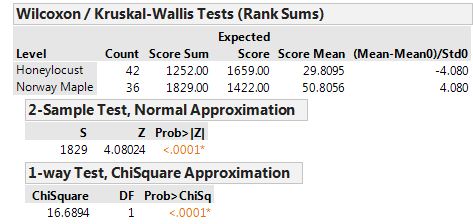 Wilcoxon / Kruskal-Wallis Tests (Rank Sums)
Expected
Level Count Score Sum Score Score Mean (Mean-Mean0)/Std0
Honeylocust 42 1252.00 1659.00 29.8095 -4.080
Norway Maple 36 1829.00 1422.00 50.8056 4.080
2-Sample Test, Normal Approximation
S Z Prob>|Z|
1829 4.08024 <.0001*
1-way Test, ChiSquare Approximation
ChiSquare DF Prob>ChiSq
16.6894 1 <.0001*